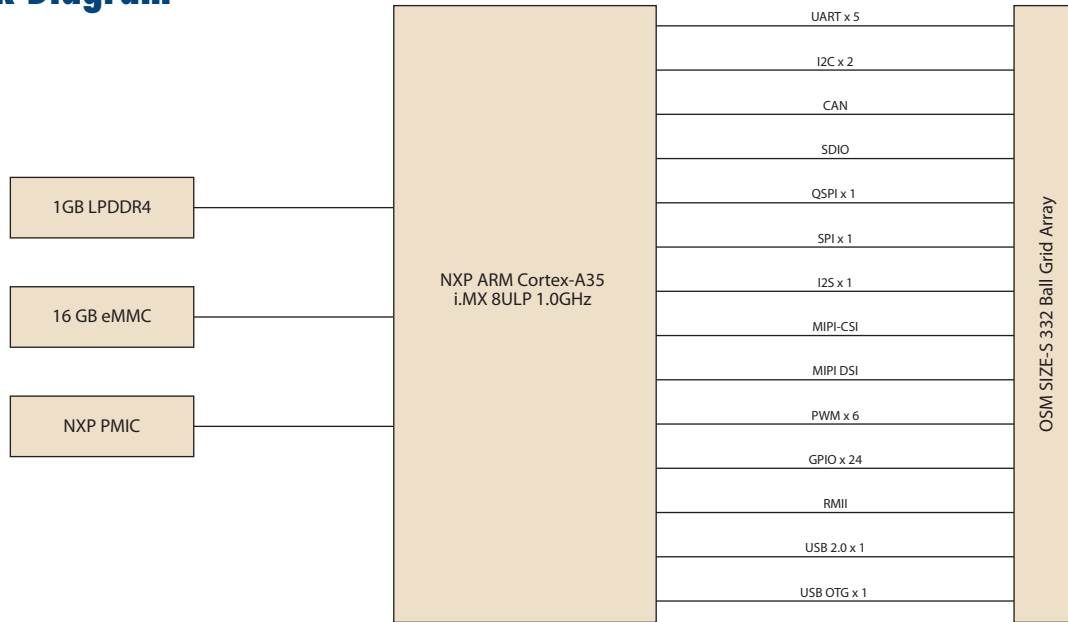 Diagram
1GB LPDDR4
16 GB eMMC
NXP PMIC
NXP ARM Cortex-A35
i.MX 8ULP 1.0GHz
UART x 5
I2C x 2
CAN
SDIO
QSPI x 1
SPI x 1
I2S x 1
MIPI-CSI
MIPI DSI
PWM x 6
GPIO x 24
RMII
USB 2.0 x 1
USB OTG x 1
OSM SIZE-S 332 Ball Grid Array